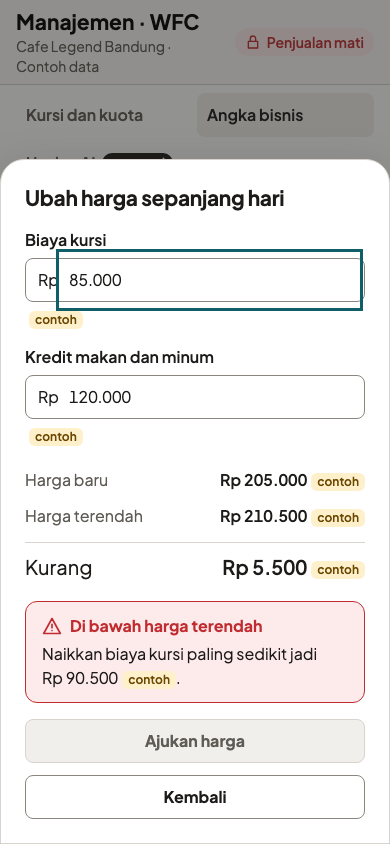 Manajemen · WFC
Cafe Legend Bandung ·
Contoh data
Penjualan mati
Kursi dan kuota
Angka bisnis
Ubah harga sepanjang hari
Biaya kursi
Rp 85.000
contoh
Kredit makan dan minum
Rp 120.000
contoh
Harga baru Rp 205.000 contoh
Harga terendah Rp 210.500 contoh
Kurang Rp 5.500 contoh
Di bawah harga terendah
Naikkan biaya kursi paling sedikit jadi
Rp 90.500 contoh .
Ajukan harga
Kembali